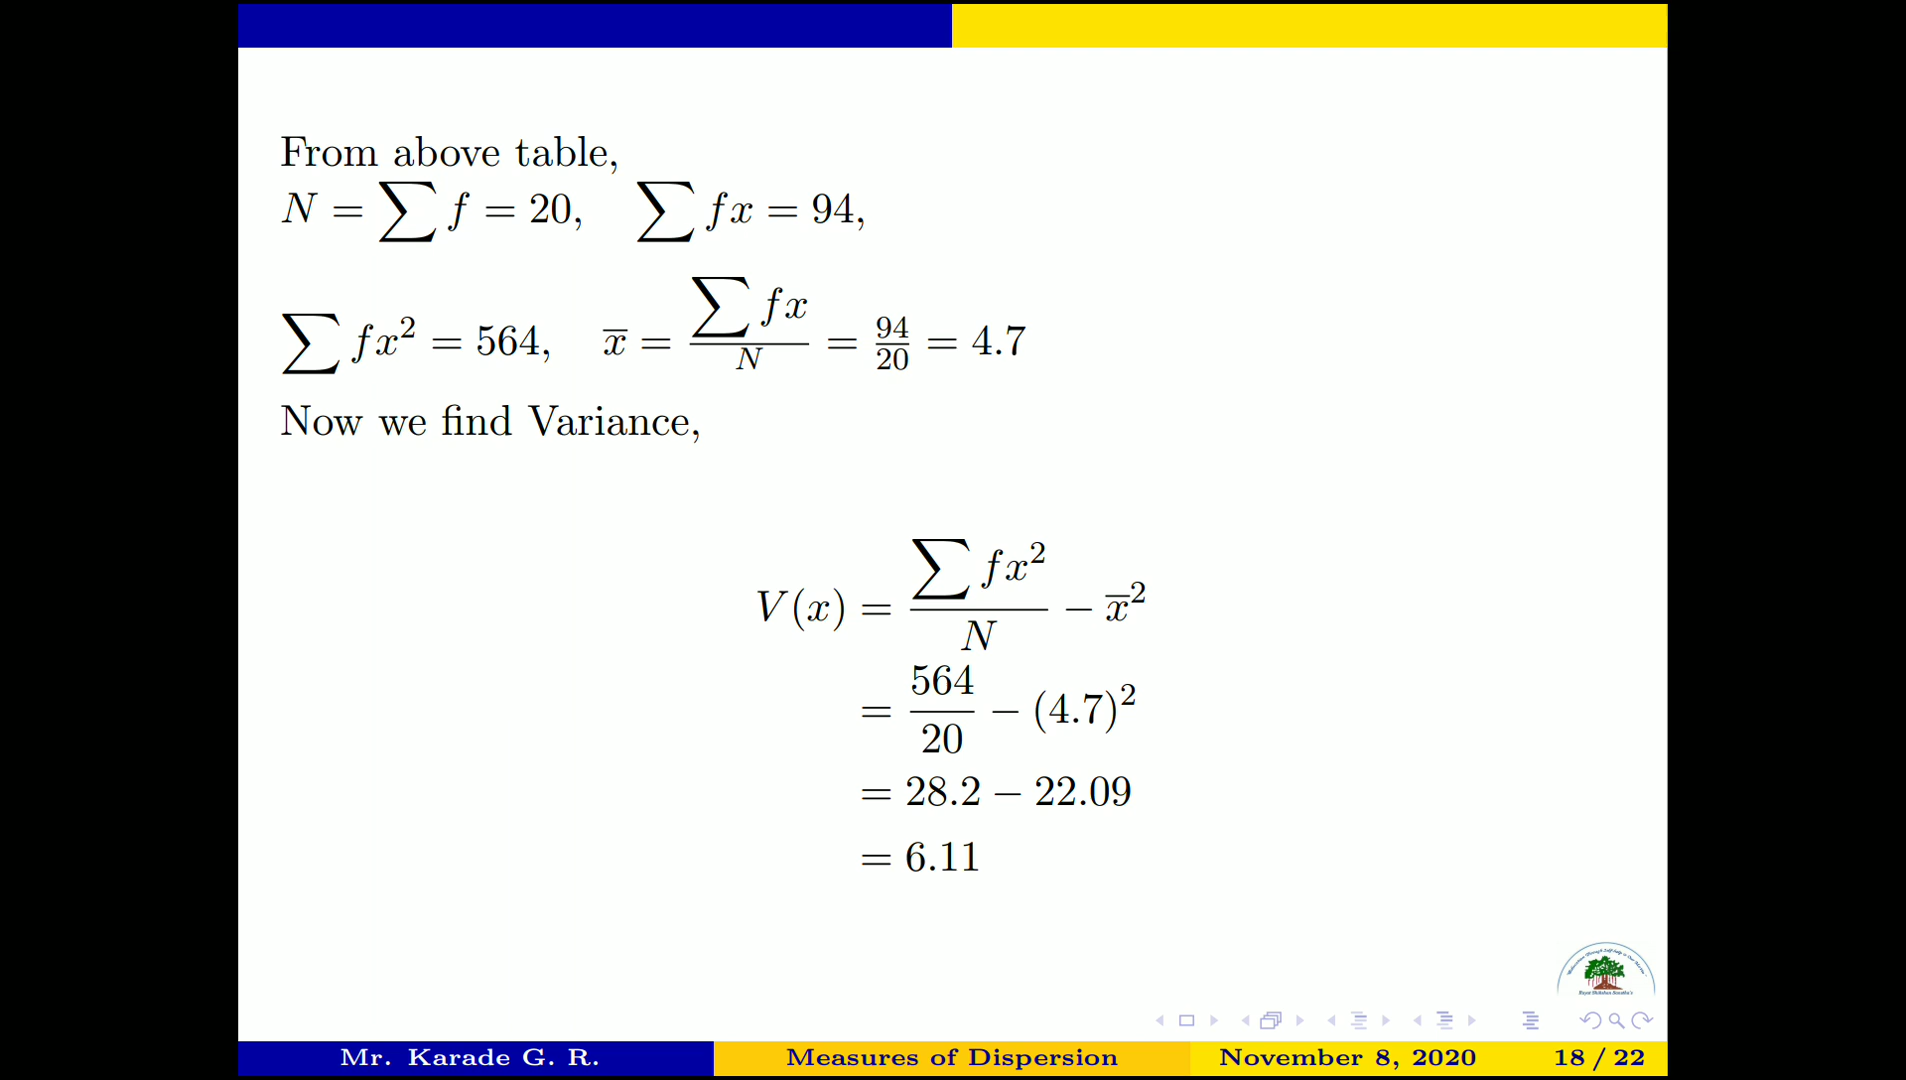 From above table,
N = ∑ f = 20, ∑ fx = 94,
∑ fx² = 564, x̅ = ∑ fx / N = 94/20 = 4.7
Now we find Variance,
V(x) = ∑ fx² / N − x̅²
= 564/20 − (4.7)²
= 28.2 − 22.09
= 6.11
Mr. Karade G. R. Measures of Dispersion November 8, 2020 18 / 22